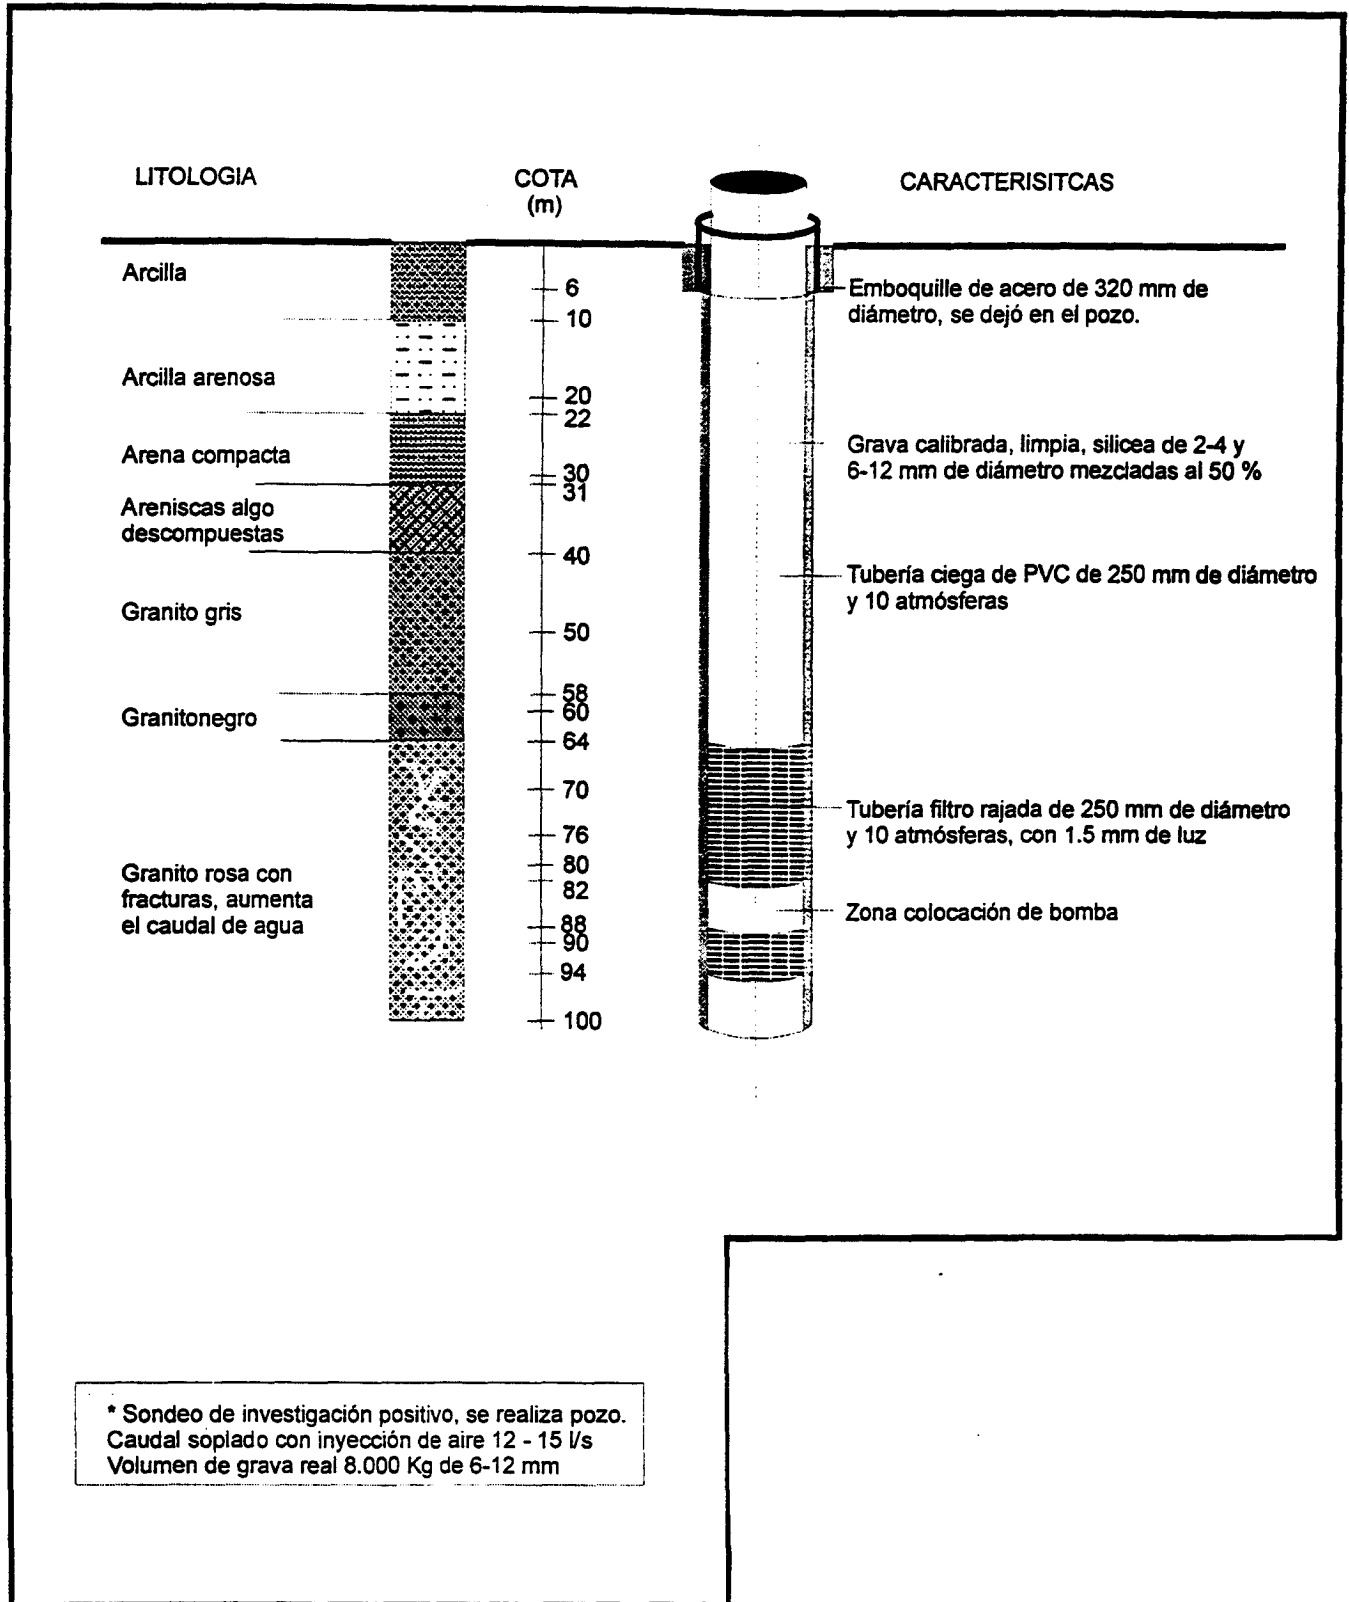 LITOLOGIA
COTA
(m)
CARACTERISITCAS
Arcilla
Arcilla arenosa
Arena compacta
Areniscas algo
descompuestas
Granito gris
Granitonegro
Granito rosa con
fracturas, aumenta
el caudal de agua
6
10
20
22
30
31
40
50
58
60
64
70
76
80
82
88
90
94
100
Emboquille de acero de 320 mm de
diámetro, se dejó en el pozo.
Grava calibrada, limpia, silicea de 2-4 y
6-12 mm de diámetro mezcladas al 50 %
Tubería ciega de PVC de 250 mm de diámetro
y 10 atmósferas
Tubería filtro rajada de 250 mm de diámetro
y 10 atmósferas, con 1.5 mm de luz
Zona colocación de bomba
* Sondeo de investigación positivo, se realiza pozo.
Caudal soplado con inyección de aire 12 - 15 l/s
Volumen de grava real 8.000 Kg de 6-12 mm